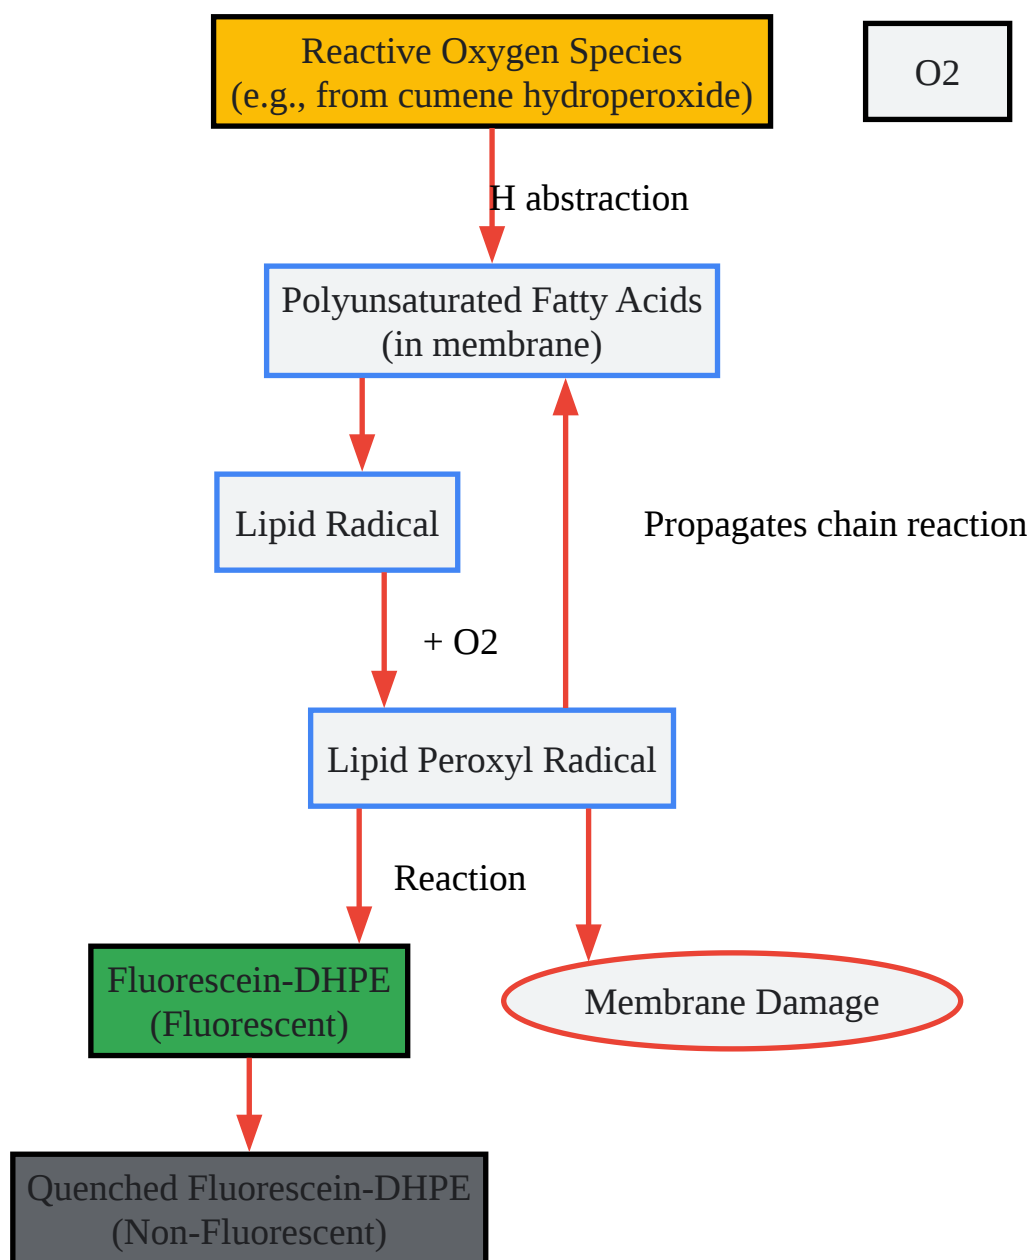 Reactive Oxygen Species
(e.g., from cumene hydroperoxide)
O2
H abstraction
Polyunsaturated Fatty Acids
(in membrane)
Lipid Radical
Propagates chain reaction
+ O2
Lipid Peroxyl Radical
Reaction
Fluorescein-DHPE
(Fluorescent)
Membrane Damage
Quenched Fluorescein-DHPE
(Non-Fluorescent)